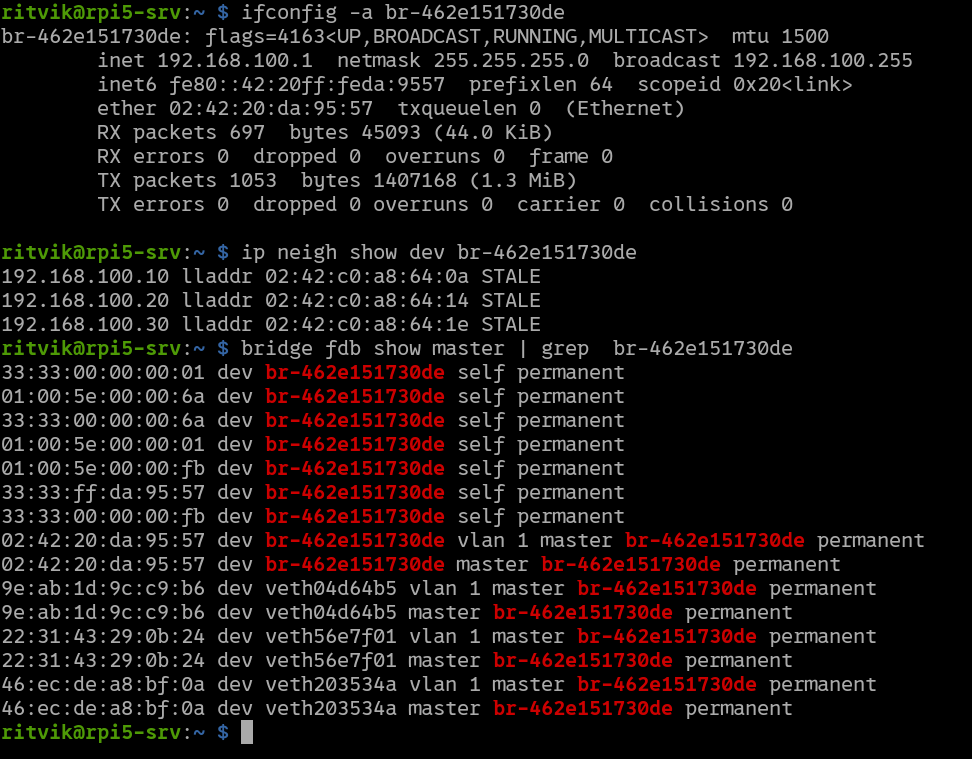 ritvik@rpi5-srv:~ $ ifconfig -a br-462e151730de
br-462e151730de: flags=4163<UP,BROADCAST,RUNNING,MULTICAST>  mtu 1500
        inet 192.168.100.1  netmask 255.255.255.0  broadcast 192.168.100.255
        inet6 fe80::42:20ff:feda:9557  prefixlen 64  scopeid 0x20<link>
        ether 02:42:20:da:95:57  txqueuelen 0  (Ethernet)
        RX packets 697  bytes 45093 (44.0 KiB)
        RX errors 0  dropped 0  overruns 0  frame 0
        TX packets 1053  bytes 1407168 (1.3 MiB)
        TX errors 0  dropped 0 overruns 0  carrier 0  collisions 0

ritvik@rpi5-srv:~ $ ip neigh show dev br-462e151730de
192.168.100.10 lladdr 02:42:c0:a8:64:0a STALE
192.168.100.20 lladdr 02:42:c0:a8:64:14 STALE
192.168.100.30 lladdr 02:42:c0:a8:64:1e STALE
ritvik@rpi5-srv:~ $ bridge fdb show master | grep  br-462e151730de
33:33:00:00:00:01 dev br-462e151730de self permanent
01:00:5e:00:00:6a dev br-462e151730de self permanent
33:33:00:00:00:6a dev br-462e151730de self permanent
01:00:5e:00:00:01 dev br-462e151730de self permanent
01:00:5e:00:00:fb dev br-462e151730de self permanent
33:33:ff:da:95:57 dev br-462e151730de self permanent
33:33:00:00:00:fb dev br-462e151730de self permanent
02:42:20:da:95:57 dev br-462e151730de vlan 1 master br-462e151730de permanent
02:42:20:da:95:57 dev br-462e151730de master br-462e151730de permanent
9e:ab:1d:9c:c9:b6 dev veth04d64b5 vlan 1 master br-462e151730de permanent
9e:ab:1d:9c:c9:b6 dev veth04d64b5 master br-462e151730de permanent
22:31:43:29:0b:24 dev veth56e7f01 vlan 1 master br-462e151730de permanent
22:31:43:29:0b:24 dev veth56e7f01 master br-462e151730de permanent
46:ec:de:a8:bf:0a dev veth203534a vlan 1 master br-462e151730de permanent
46:ec:de:a8:bf:0a dev veth203534a master br-462e151730de permanent
ritvik@rpi5-srv:~ $